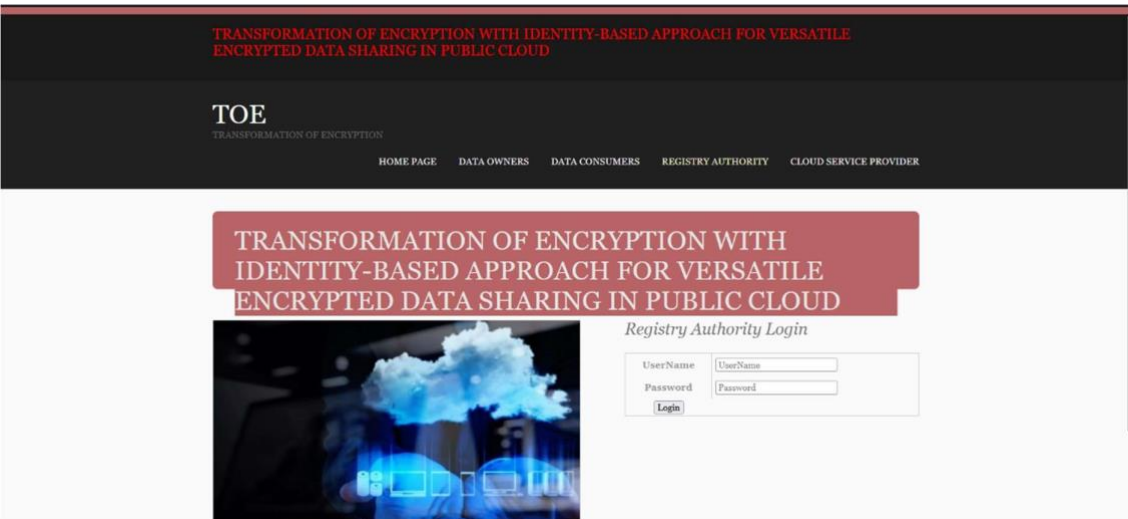 TRANSFORMATION OF ENCRYPTION WITH IDENTITY-BASED APPROACH FOR VERSATILE
ENCRYPTED DATA SHARING IN PUBLIC CLOUD
TOE
TRANSFORMATION OF ENCRYPTION
HOME PAGE DATA OWNERS DATA CONSUMERS REGISTRY AUTHORITY CLOUD SERVICE PROVIDER
TRANSFORMATION OF ENCRYPTION WITH
IDENTITY-BASED APPROACH FOR VERSATILE
ENCRYPTED DATA SHARING IN PUBLIC CLOUD
Registry Authority Login
UserName UserName
Password Password
Login